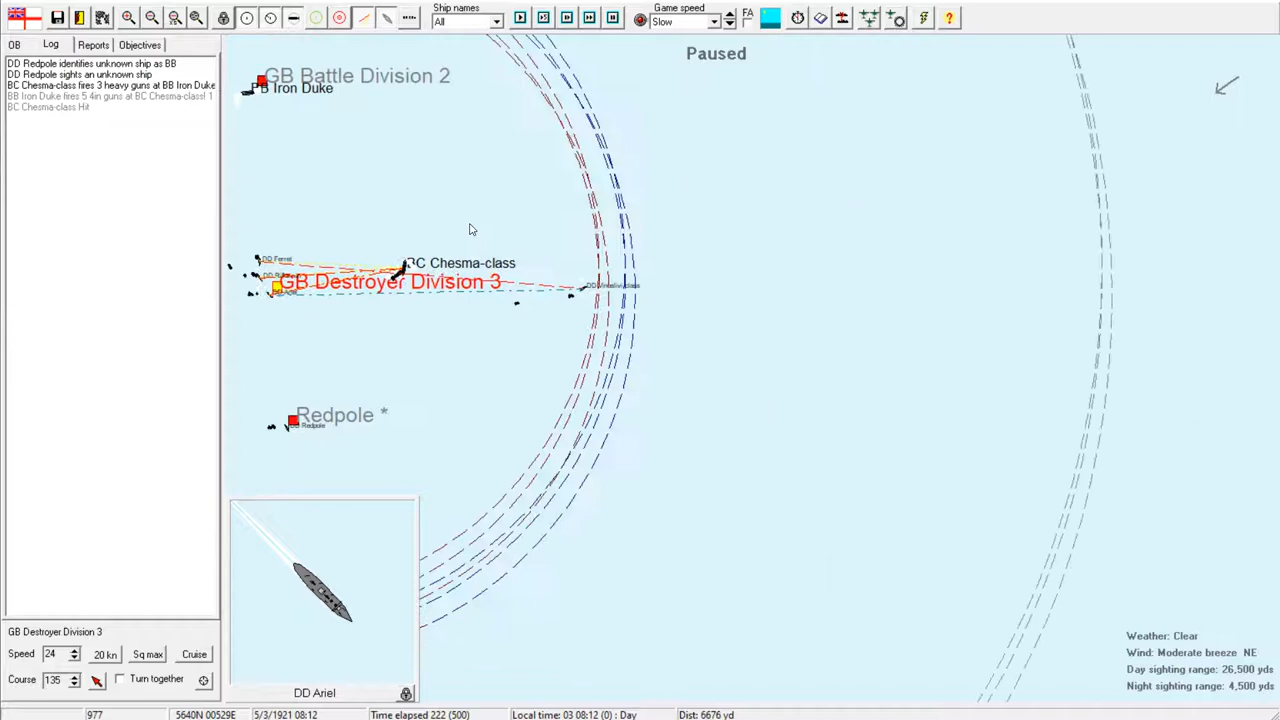 Ship names
All
Game speed
Slow
FA
OB
Log
Reports
Objectives
DD Redpole identifies unknown ship as BB
DD Redpole sights an unknown ship
BC Chesma-class fires 3 heavy guns at BB Iron Duke
BB Iron Duke fires 5 4in guns at BC Chesma-class! 1
BC Chesma-class Hit
Paused
GB Battle Division 2
BB Iron Duke
DD Ferret
BC Chesma-class
GB Destroyer Division 3
DD Ariel
Redpole *
DD Redpole
DD Ariel
GB Destroyer Division 3
Speed
24
20 kn
Sq max
Cruise
Course
135
Turn together
Weather: Clear
Wind: Moderate breeze NE
Day sighting range: 26,500 yds
Night sighting range: 4,500 yds
977
5640N 00529E
5/3/1921 08:12
Time elapsed 222 (500)
Local time: 03 08:12 (0) : Day
Dist: 6676 yd